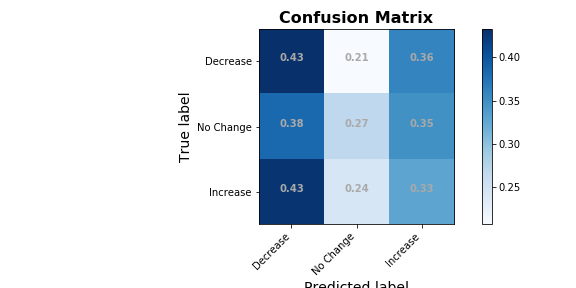 Confusion Matrix
Decrease 0.43 0.21 0.36
No Change 0.38 0.27 0.35
Increase 0.43 0.24 0.33
True label
Decrease
No Change
Increase
Predicted label
0.40
0.35
0.30
0.25